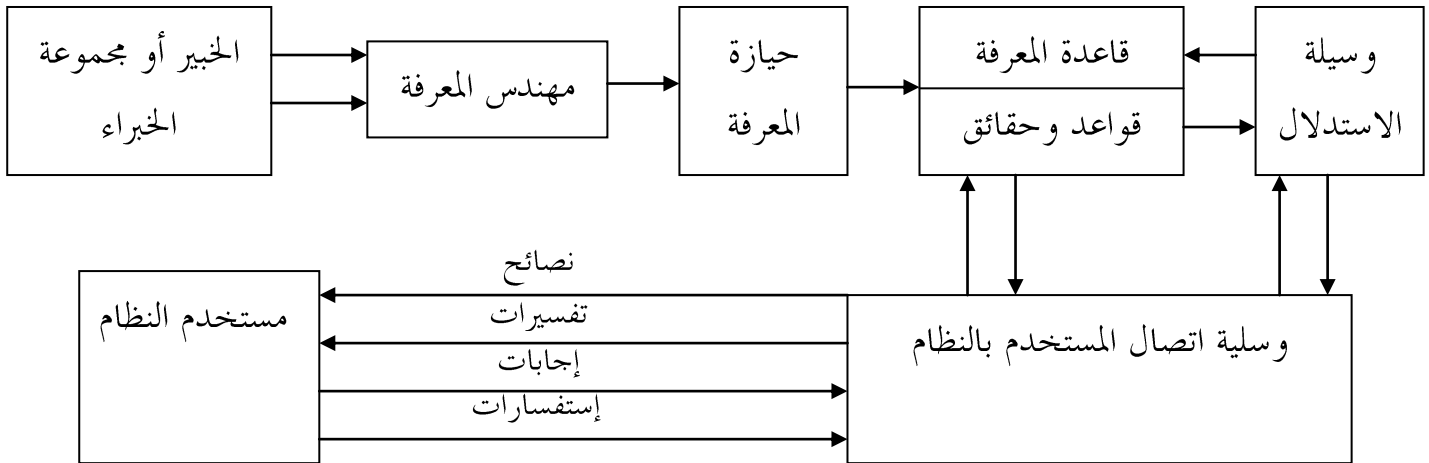 الخبير أو مجموعة
الخبراء
مهندس المعرفة
حيازة
المعرفة
قاعدة المعرفة
قواعد وحقائق
وسيلة
الاستدلال
نصائح
تفسيرات
إجابات
إستفسارات
مستخدم النظام
وسلية اتصال المستخدم بالنظام